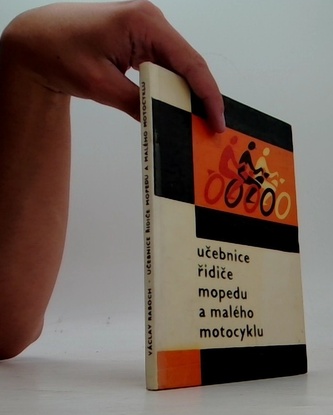 VÁCLAV RABOCH · UČEBNICE ŘIDIČE MOPEDU A MALÉHO MOTOCYKLU
učebnice
řidiče
mopedu
a malého
motocyklu